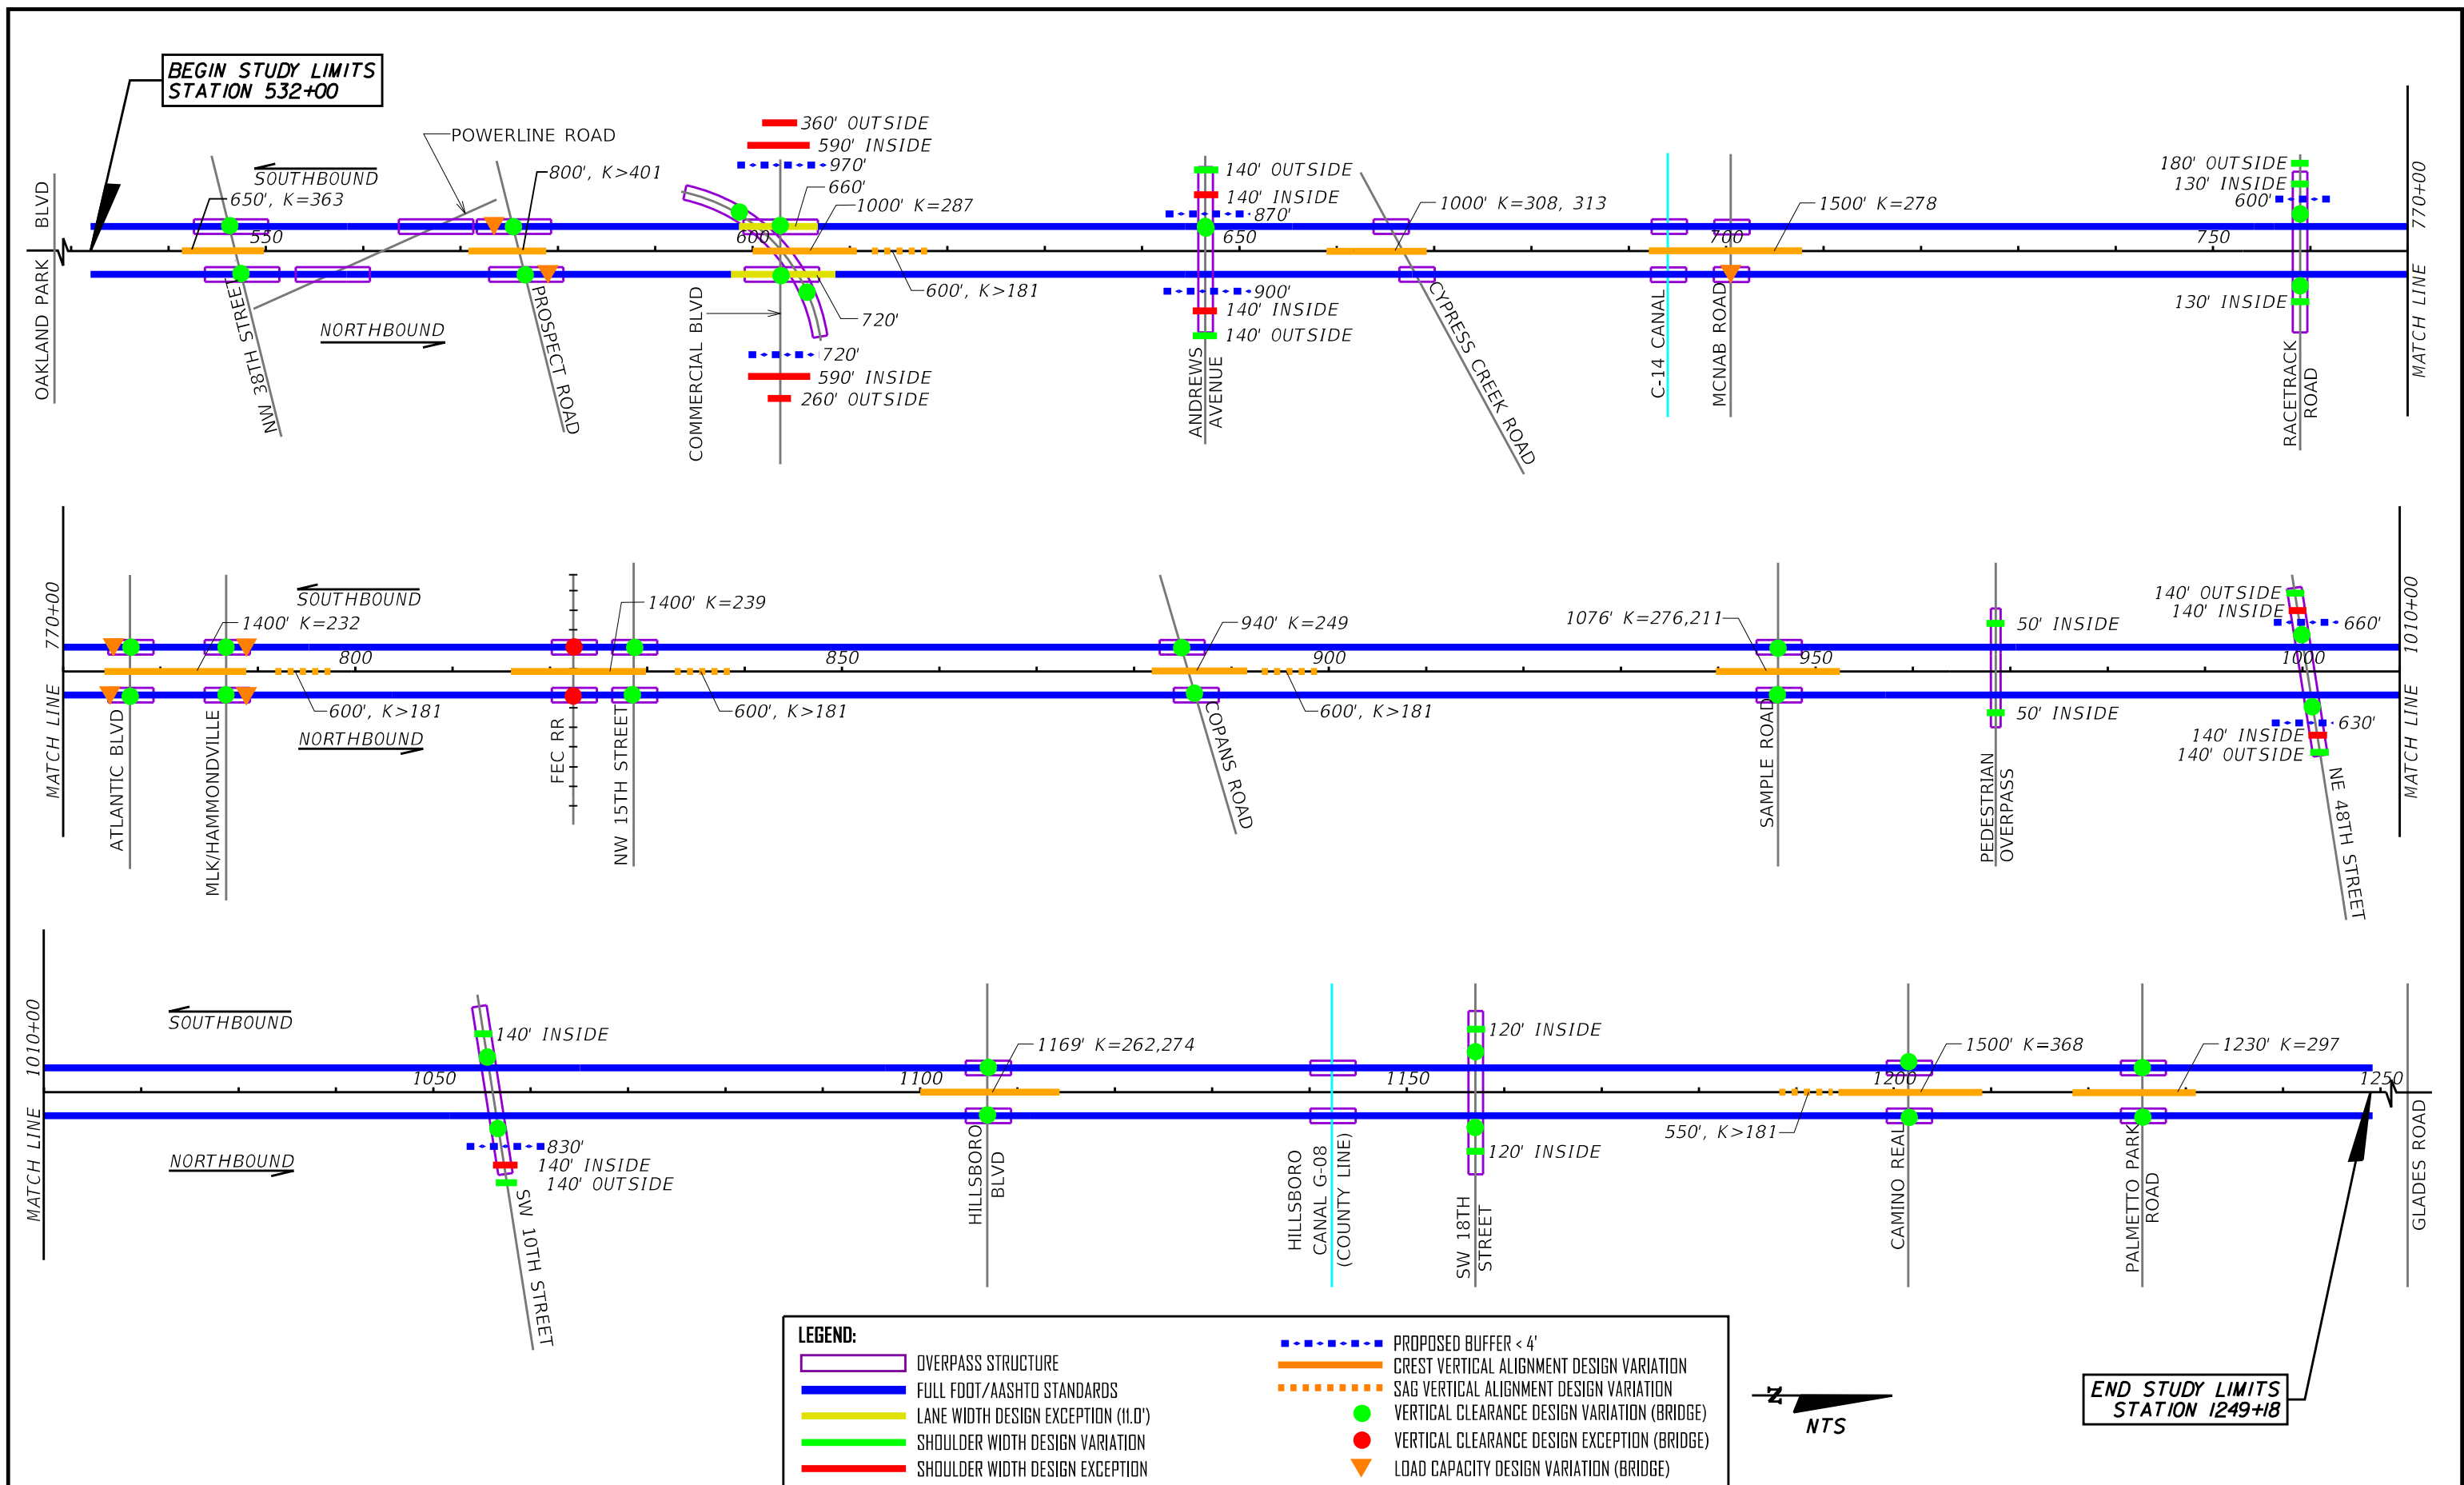 BEGIN STUDY LIMITS
STATION 532+00
POWERLINE ROAD
SOUTHBOUND
650', K=363
800', K>401
360' OUTSIDE
590' INSIDE
970'
660'
1000' K=287
140' OUTSIDE
140' INSIDE
870'
1000' K=308, 313
1500' K=278
180' OUTSIDE
130' INSIDE
600'
770+00
OAKLAND PARK BLVD
550
600
650
700
750
NORTHBOUND
NW 38TH STREET
PROSPECT ROAD
COMMERCIAL BLVD
600', K>181
720'
720'
590' INSIDE
260' OUTSIDE
900'
140' INSIDE
140' OUTSIDE
ANDREWS
AVENUE
CYPRESS CREEK ROAD
C-14 CANAL
MCNAB ROAD
130' INSIDE
RACETRACK
ROAD
MATCH LINE
770+00
SOUTHBOUND
1400' K=232
1400' K=239
940' K=249
1076' K=276,211
50' INSIDE
140' OUTSIDE
140' INSIDE
660'
1010+00
800
850
900
950
1000
MATCH LINE
600', K>181
NORTHBOUND
600', K>181
600', K>181
50' INSIDE
630'
140' INSIDE
140' OUTSIDE
ATLANTIC BLVD
MLK/HAMMONDVILLE
FEC RR
NW 15TH STREET
COPANS ROAD
SAMPLE ROAD
PEDESTRIAN
OVERPASS
NE 48TH STREET
MATCH LINE
1010+00
SOUTHBOUND
140' INSIDE
1169' K=262,274
120' INSIDE
1500' K=368
1230' K=297
1050
1100
1150
1200
1250
MATCH LINE
NORTHBOUND
830'
140' INSIDE
140' OUTSIDE
SW 10TH STREET
HILLSBORO
BLVD
HILLSBORO
CANAL G-08
(COUNTY LINE)
120' INSIDE
SW 18TH
STREET
550', K>181
CAMINO REAL
PALMETTO PARK
ROAD
GLADES ROAD
LEGEND:
OVERPASS STRUCTURE
FULL FDOT/AASHTO STANDARDS
LANE WIDTH DESIGN EXCEPTION (11.0')
SHOULDER WIDTH DESIGN VARIATION
SHOULDER WIDTH DESIGN EXCEPTION
PROPOSED BUFFER < 4'
CREST VERTICAL ALIGNMENT DESIGN VARIATION
SAG VERTICAL ALIGNMENT DESIGN VARIATION
VERTICAL CLEARANCE DESIGN VARIATION (BRIDGE)
VERTICAL CLEARANCE DESIGN EXCEPTION (BRIDGE)
LOAD CAPACITY DESIGN VARIATION (BRIDGE)
N
NTS
END STUDY LIMITS
STATION 1249+18